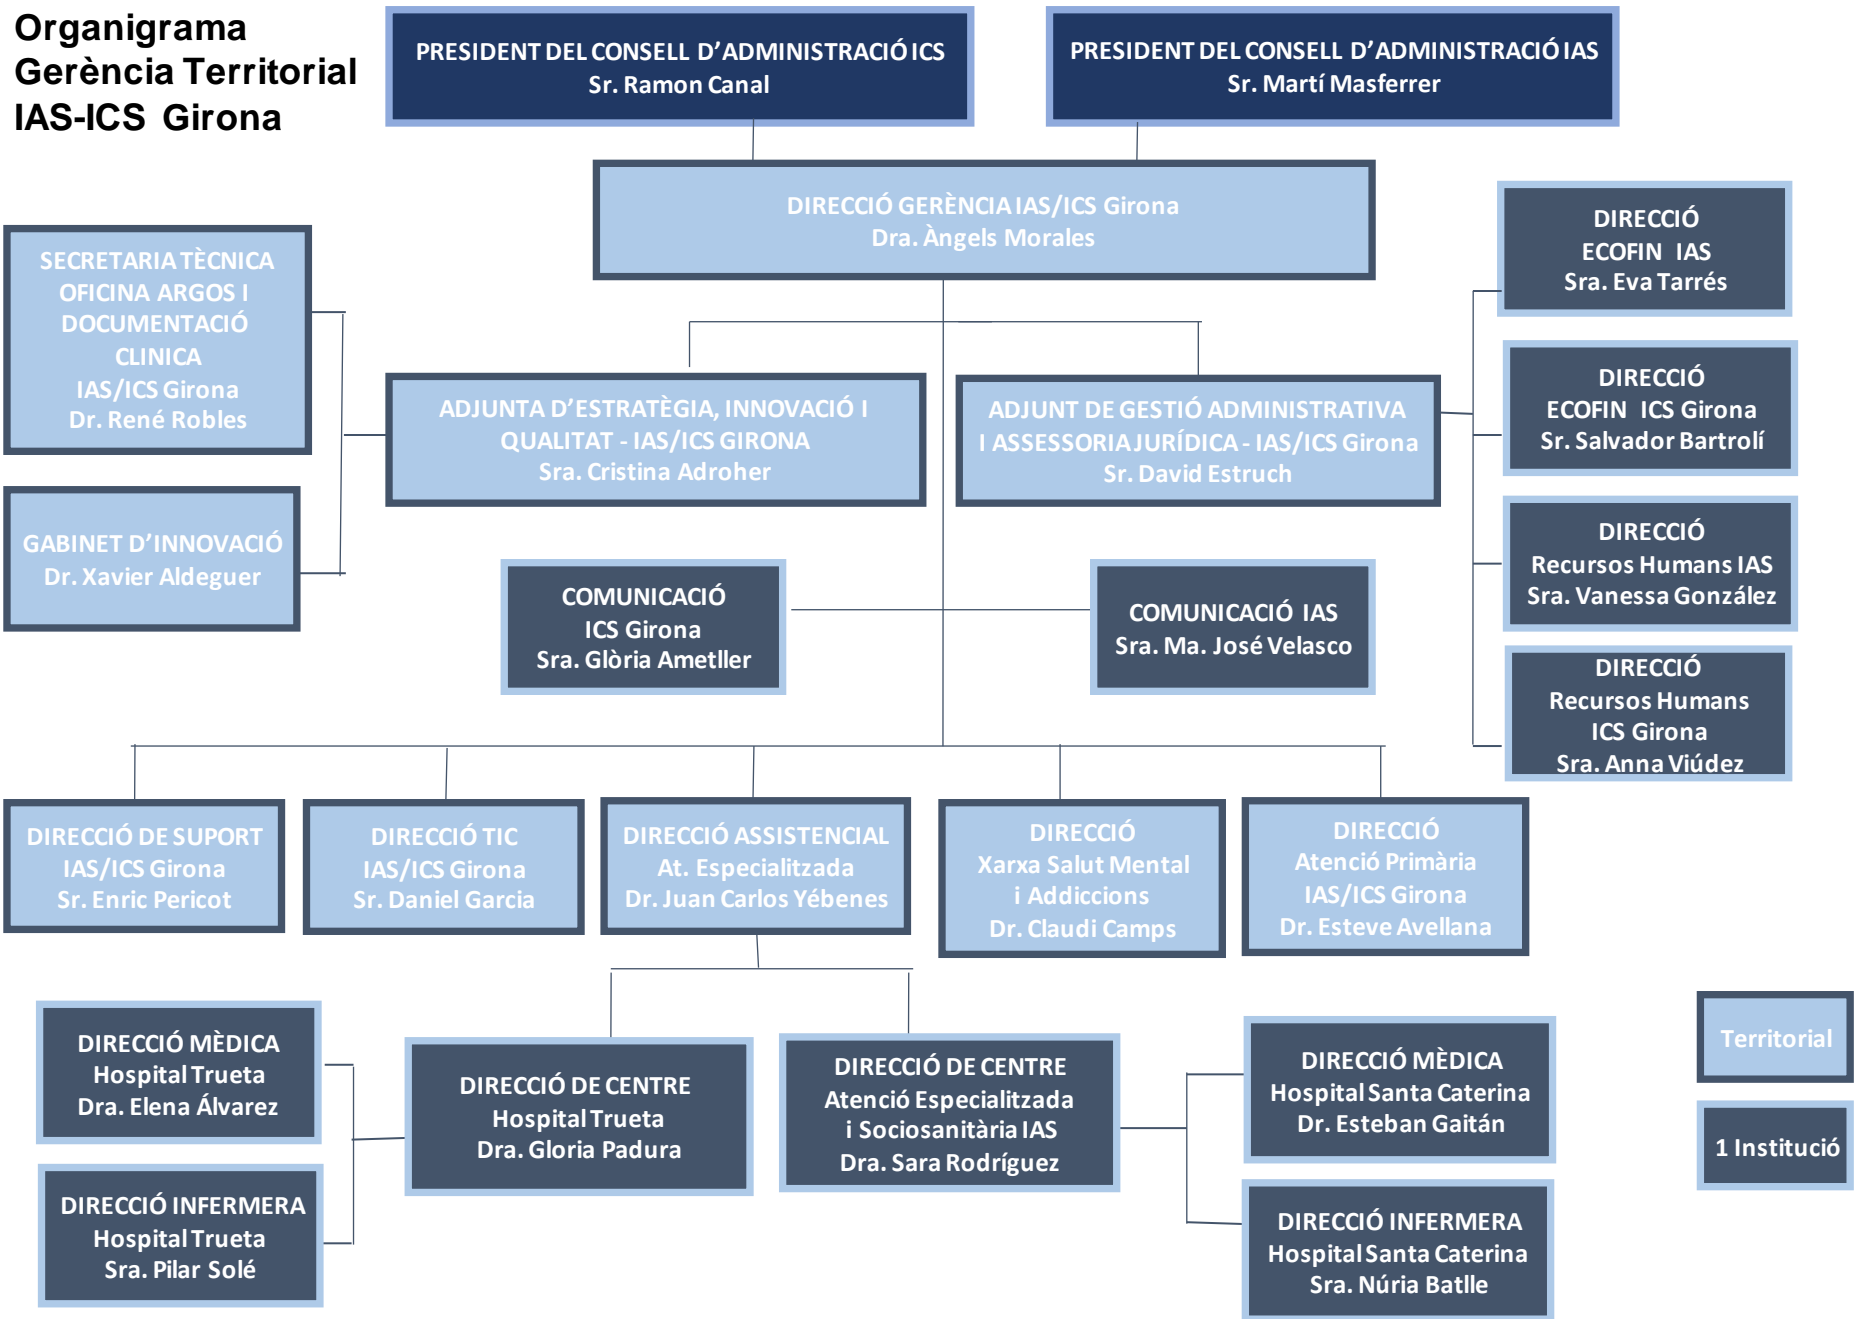 Organigrama
Gerència Territorial
IAS-ICS Girona
PRESIDENT DEL CONSELL D’ADMINISTRACIÓ ICS
Sr. Ramon Canal
PRESIDENT DEL CONSELL D’ADMINISTRACIÓ IAS
Sr. Martí Masferrer
DIRECCIÓ GERÈNCIA IAS/ICS Girona
Dra. Àngels Morales
SECRETARIA TÈCNICA
OFICINA ARGOS I
DOCUMENTACIÓ
CLINICA
IAS/ICS Girona
Dr. René Robles
GABINET D’INNOVACIÓ
Dr. Xavier Aldeguer
ADJUNTA D’ESTRATÈGIA, INNOVACIÓ I
QUALITAT - IAS/ICS GIRONA
Sra. Cristina Adroher
ADJUNT DE GESTIÓ ADMINISTRATIVA
I ASSESSORIA JURÍDICA - IAS/ICS Girona
Sr. David Estruch
DIRECCIÓ
ECOFIN IAS
Sra. Eva Tarrés
DIRECCIÓ
ECOFIN ICS Girona
Sr. Salvador Bartrolí
DIRECCIÓ
Recursos Humans IAS
Sra. Vanessa González
DIRECCIÓ
Recursos Humans
ICS Girona
Sra. Anna Viúdez
COMUNICACIÓ
ICS Girona
Sra. Glòria Ametller
COMUNICACIÓ IAS
Sra. Ma. José Velasco
DIRECCIÓ DE SUPORT
IAS/ICS Girona
Sr. Enric Pericot
DIRECCIÓ TIC
IAS/ICS Girona
Sr. Daniel Garcia
DIRECCIÓ ASSISTENCIAL
At. Especialitzada
Dr. Juan Carlos Yébenes
DIRECCIÓ
Xarxa Salut Mental
i Addiccions
Dr. Claudi Camps
DIRECCIÓ
Atenció Primària
IAS/ICS Girona
Dr. Esteve Avellana
DIRECCIÓ MÈDICA
Hospital Trueta
Dra. Elena Álvarez
DIRECCIÓ INFERMERA
Hospital Trueta
Sra. Pilar Solé
DIRECCIÓ DE CENTRE
Hospital Trueta
Dra. Gloria Padura
DIRECCIÓ DE CENTRE
Atenció Especialitzada
i Sociosanitària IAS
Dra. Sara Rodríguez
DIRECCIÓ MÈDICA
Hospital Santa Caterina
Dr. Esteban Gaitán
DIRECCIÓ INFERMERA
Hospital Santa Caterina
Sra. Núria Batlle
Territorial
1 Institució